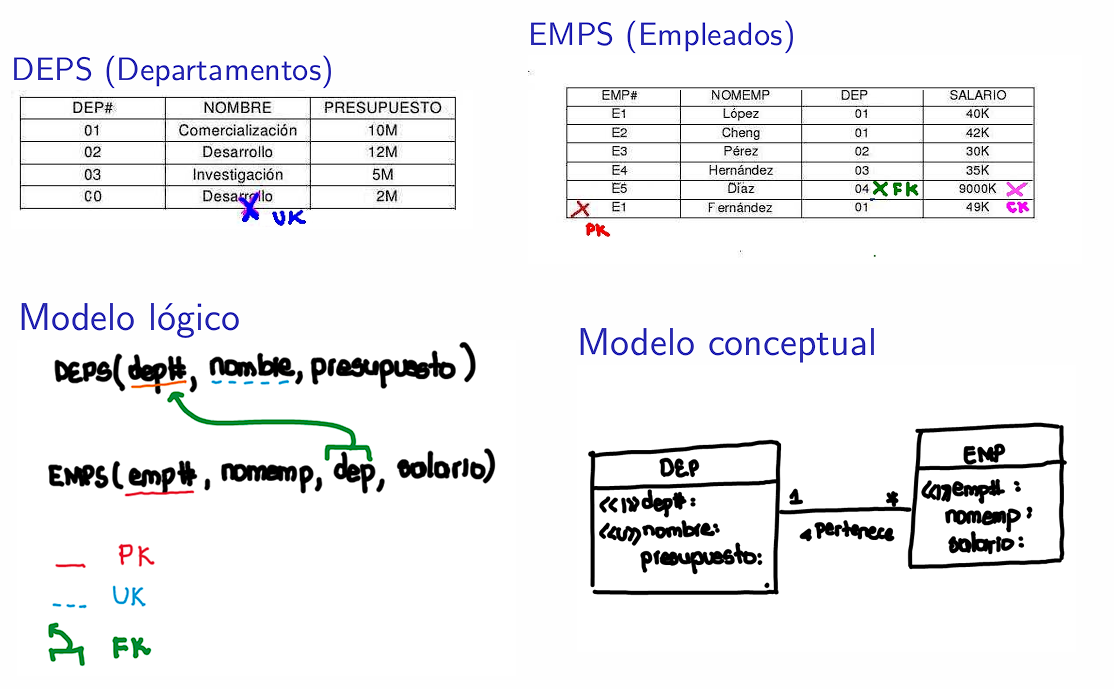 DEPS (Departamentos)
DEP# NOMBRE PRESUPUESTO
01 Comercialización 10M
02 Desarrollo 12M
03 Investigación 5M
C0 Desarrollo 2M
X UK
EMPS (Empleados)
EMP# NOMEMP DEP SALARIO
E1 López 01 40K
E2 Cheng 01 42K
E3 Pérez 02 30K
E4 Hernández 03 35K
E5 Díaz 04 X FK 9000K X
X E1 Fernández 01 49K CK
PK
Modelo lógico
DEPS(dep#, nombre, presupuesto)
EMPS(emp#, nomemp, dep, salario)
PK
UK
FK
Modelo conceptual
DEP
<<I>>dep#:
<<U>>nombre:
presupuesto:
1 *
Pertenece
EMP
<<I>>emp#:
nomemp:
salario: